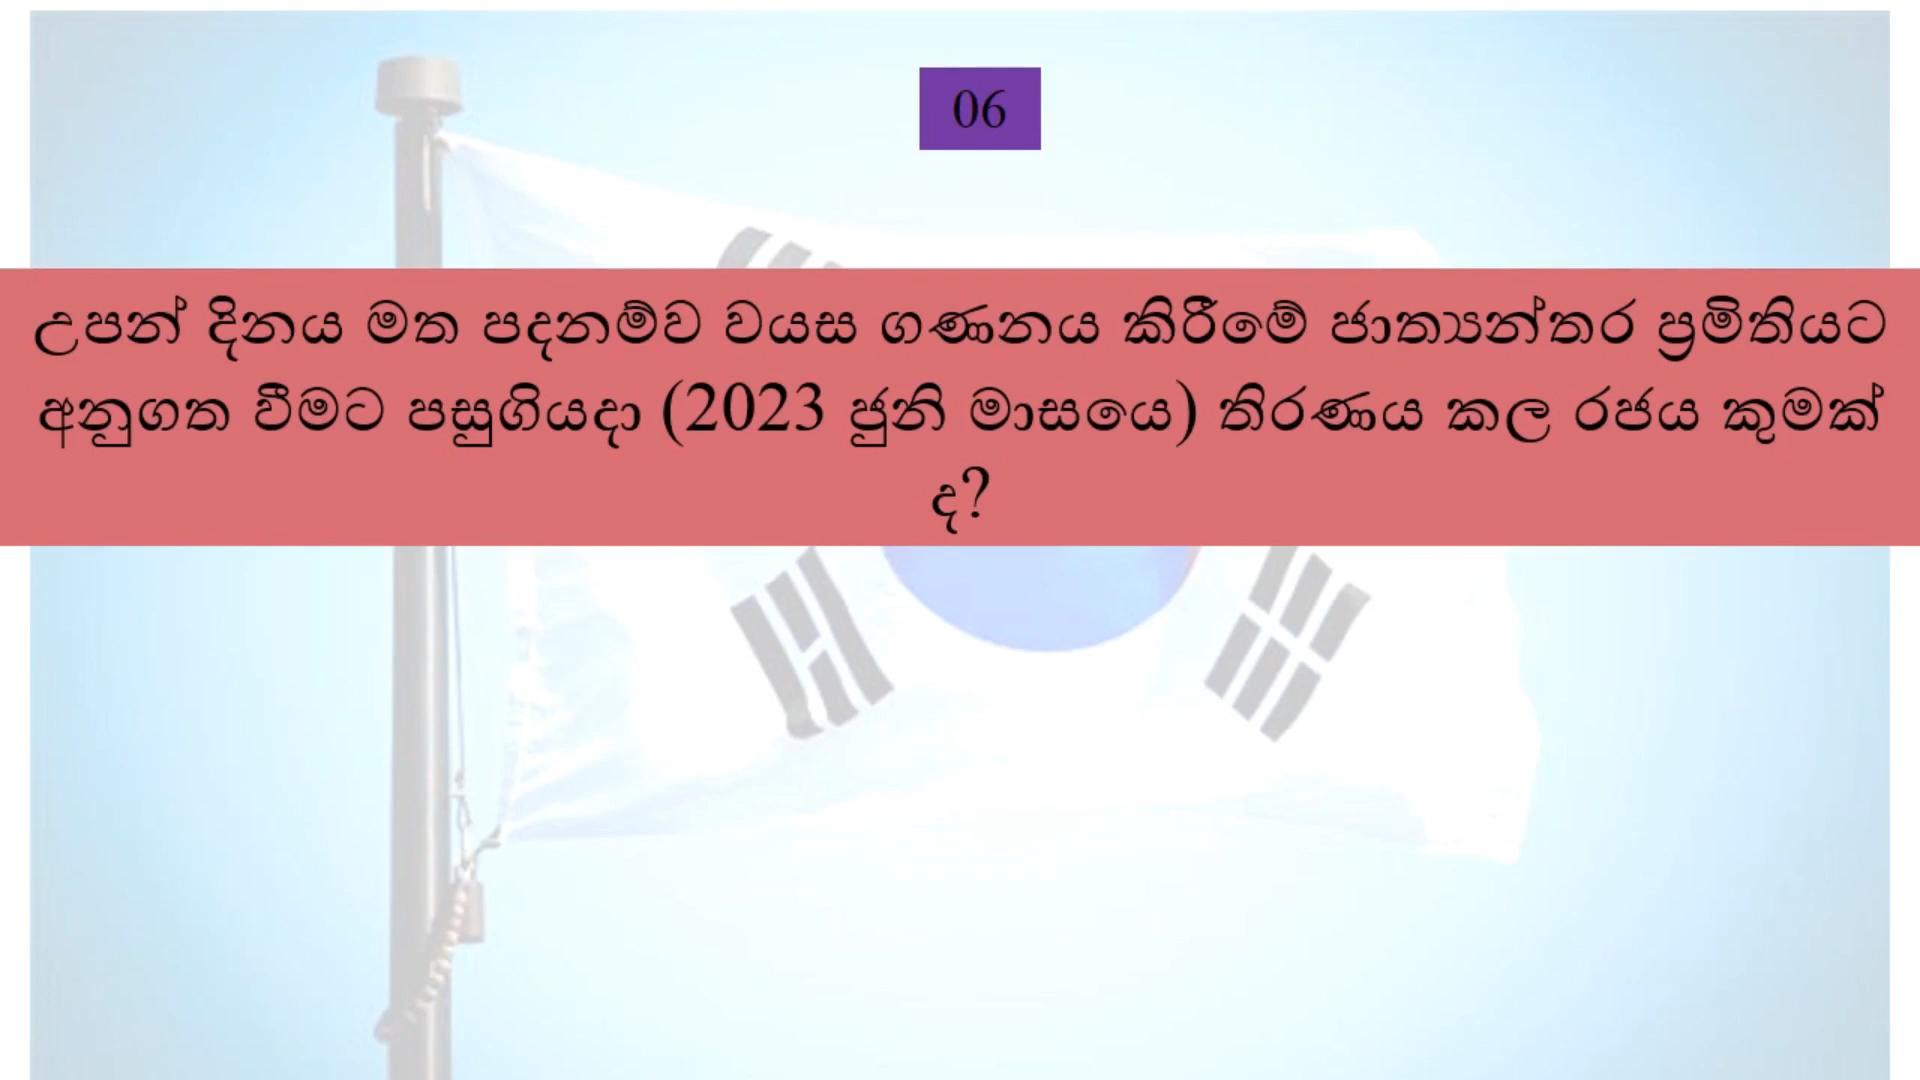 06
උපන් දිනය මත පදනම්ව වයස ගණනය කිරීමේ ජාත්‍යන්තර ප්‍රමිතියට
අනුගත වීමට පසුගියදා (2023 ජුනි මාසයෙ) තිරණය කල රජය කුමක්
ද?